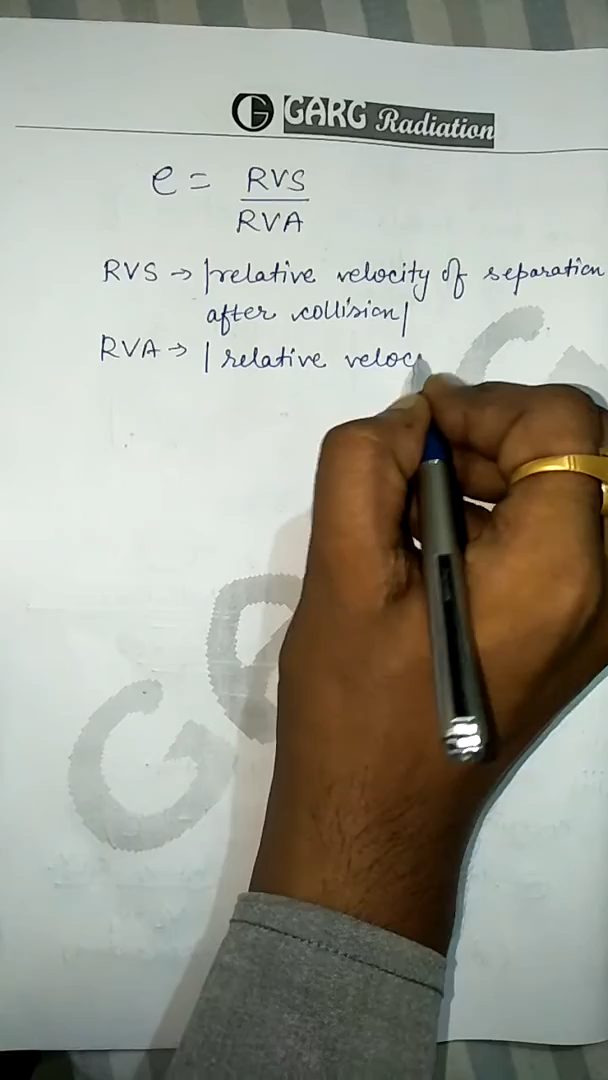 G GARG Radiation
e = RVS
RVA
RVS → |relative velocity of separation
after collision|
RVA → | relative veloc